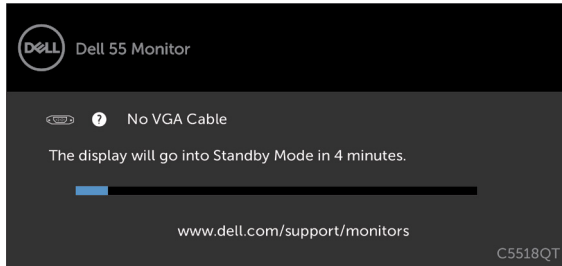 DELL
Dell 55 Monitor
? No VGA Cable
The display will go into Standby Mode in 4 minutes.
www.dell.com/support/monitors
C5518QT